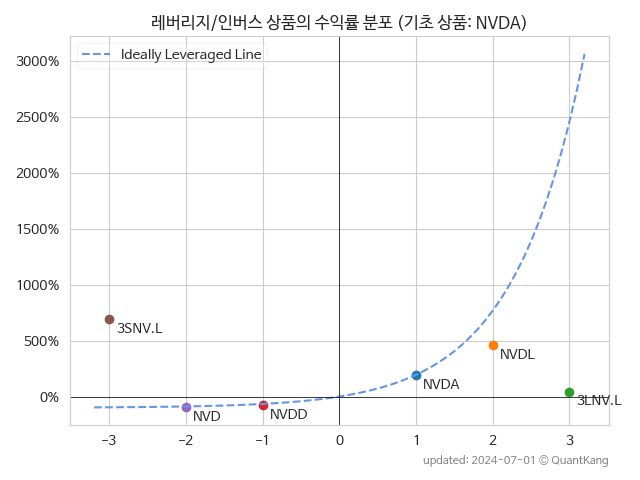 레버리지/인버스 상품의 수익률 분포 (기초 상품: NVDA)
Ideally Leveraged Line
3000%
2500%
2000%
1500%
1000%
500%
0%
3SNV.L
NVD
NVDD
NVDA
NVDL
3LNV.L
−3 −2 −1 0 1 2 3
updated: 2024-07-01 © QuantKang